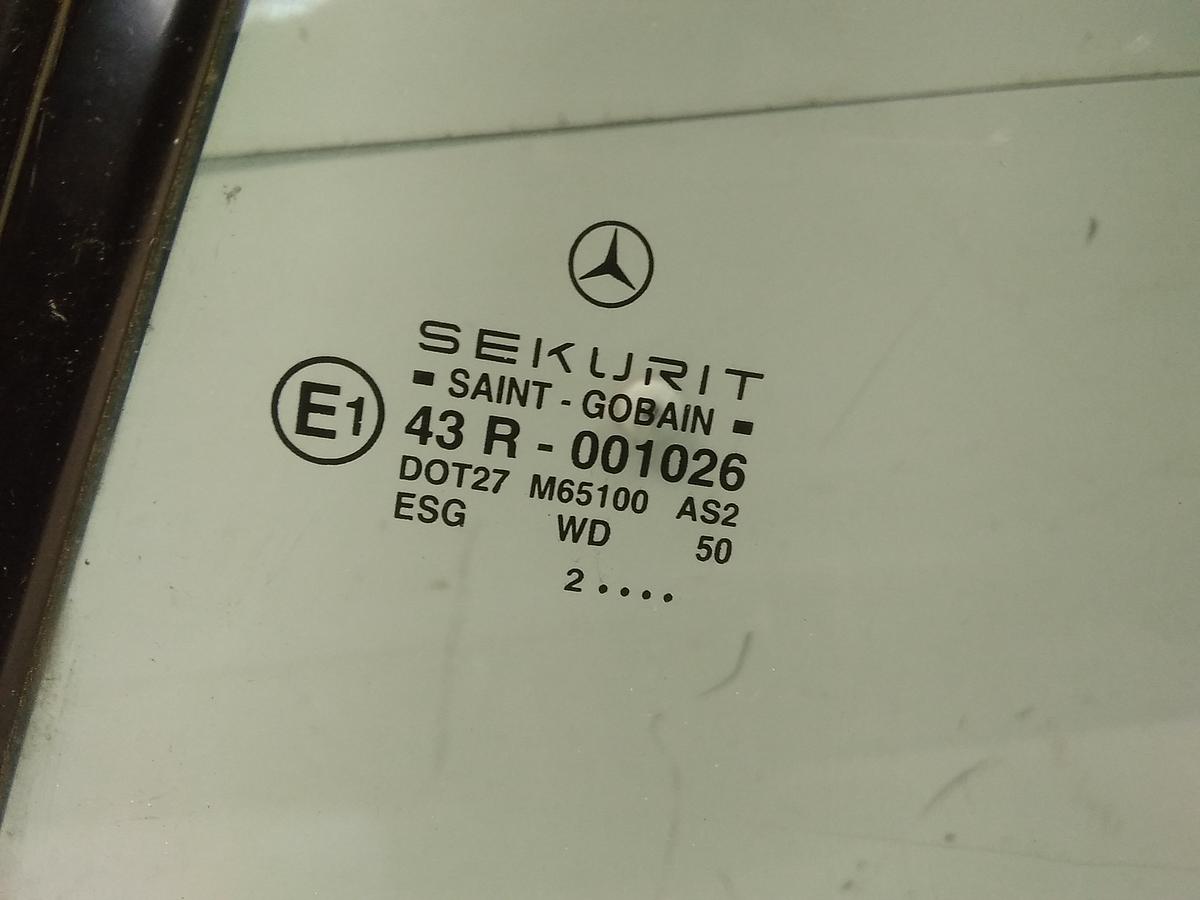 SEKURIT
SAINT - GOBAIN
E1
43 R - 001026
DOT27 M65100 AS2
ESG WD 50
2 ....